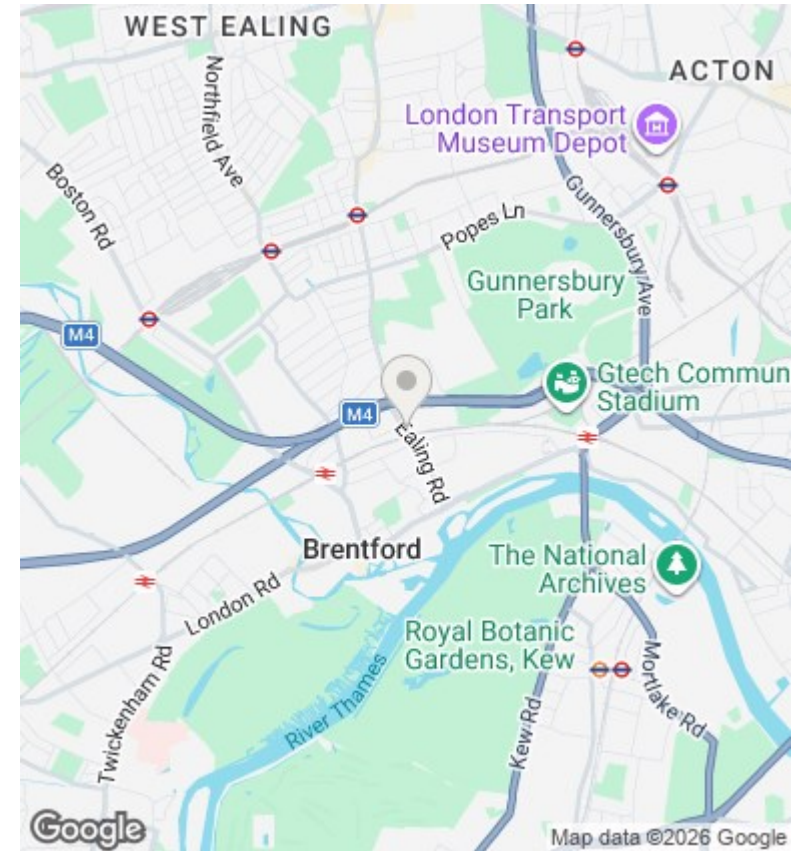 WEST EALING
ACTON
Northfield Ave
London Transport
Museum Depot
Boston Rd
Gunnersbury Ave
Popes Ln
Gunnersbury
Park
M4
Gtech Commun
Stadium
M4
Ealing Rd
Brentford
The National
Archives
London Rd
Royal Botanic
Gardens, Kew
Twickenham Rd
River Thames
Kew Rd
Mortlake Rd
Google
Map data ©2026 Google